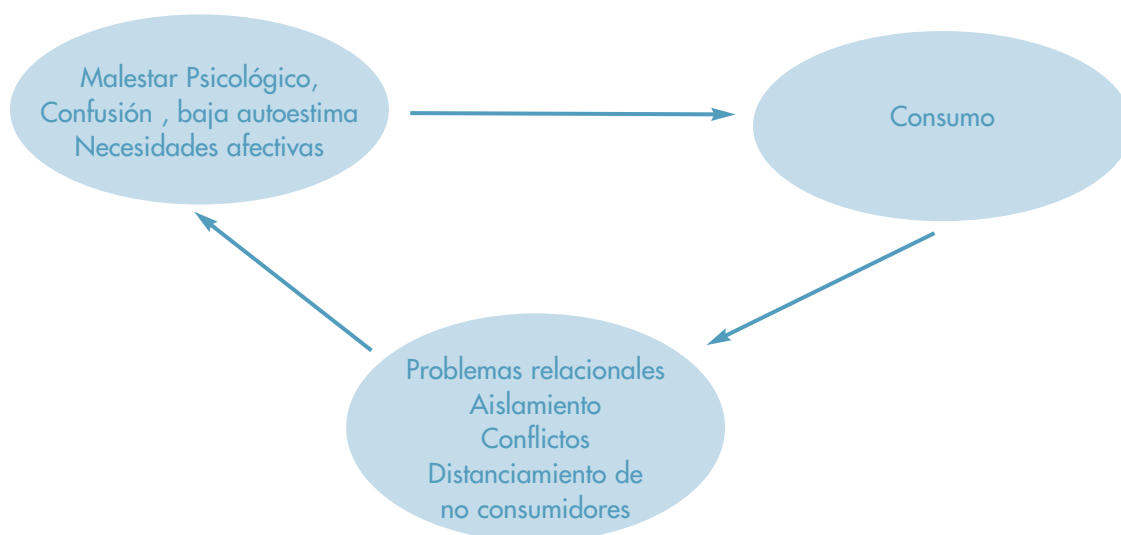 Malestar Psicológico,
Confusión , baja autoestima
Necesidades afectivas
Consumo
Problemas relacionales
Aislamiento
Conflictos
Distanciamiento de
no consumidores